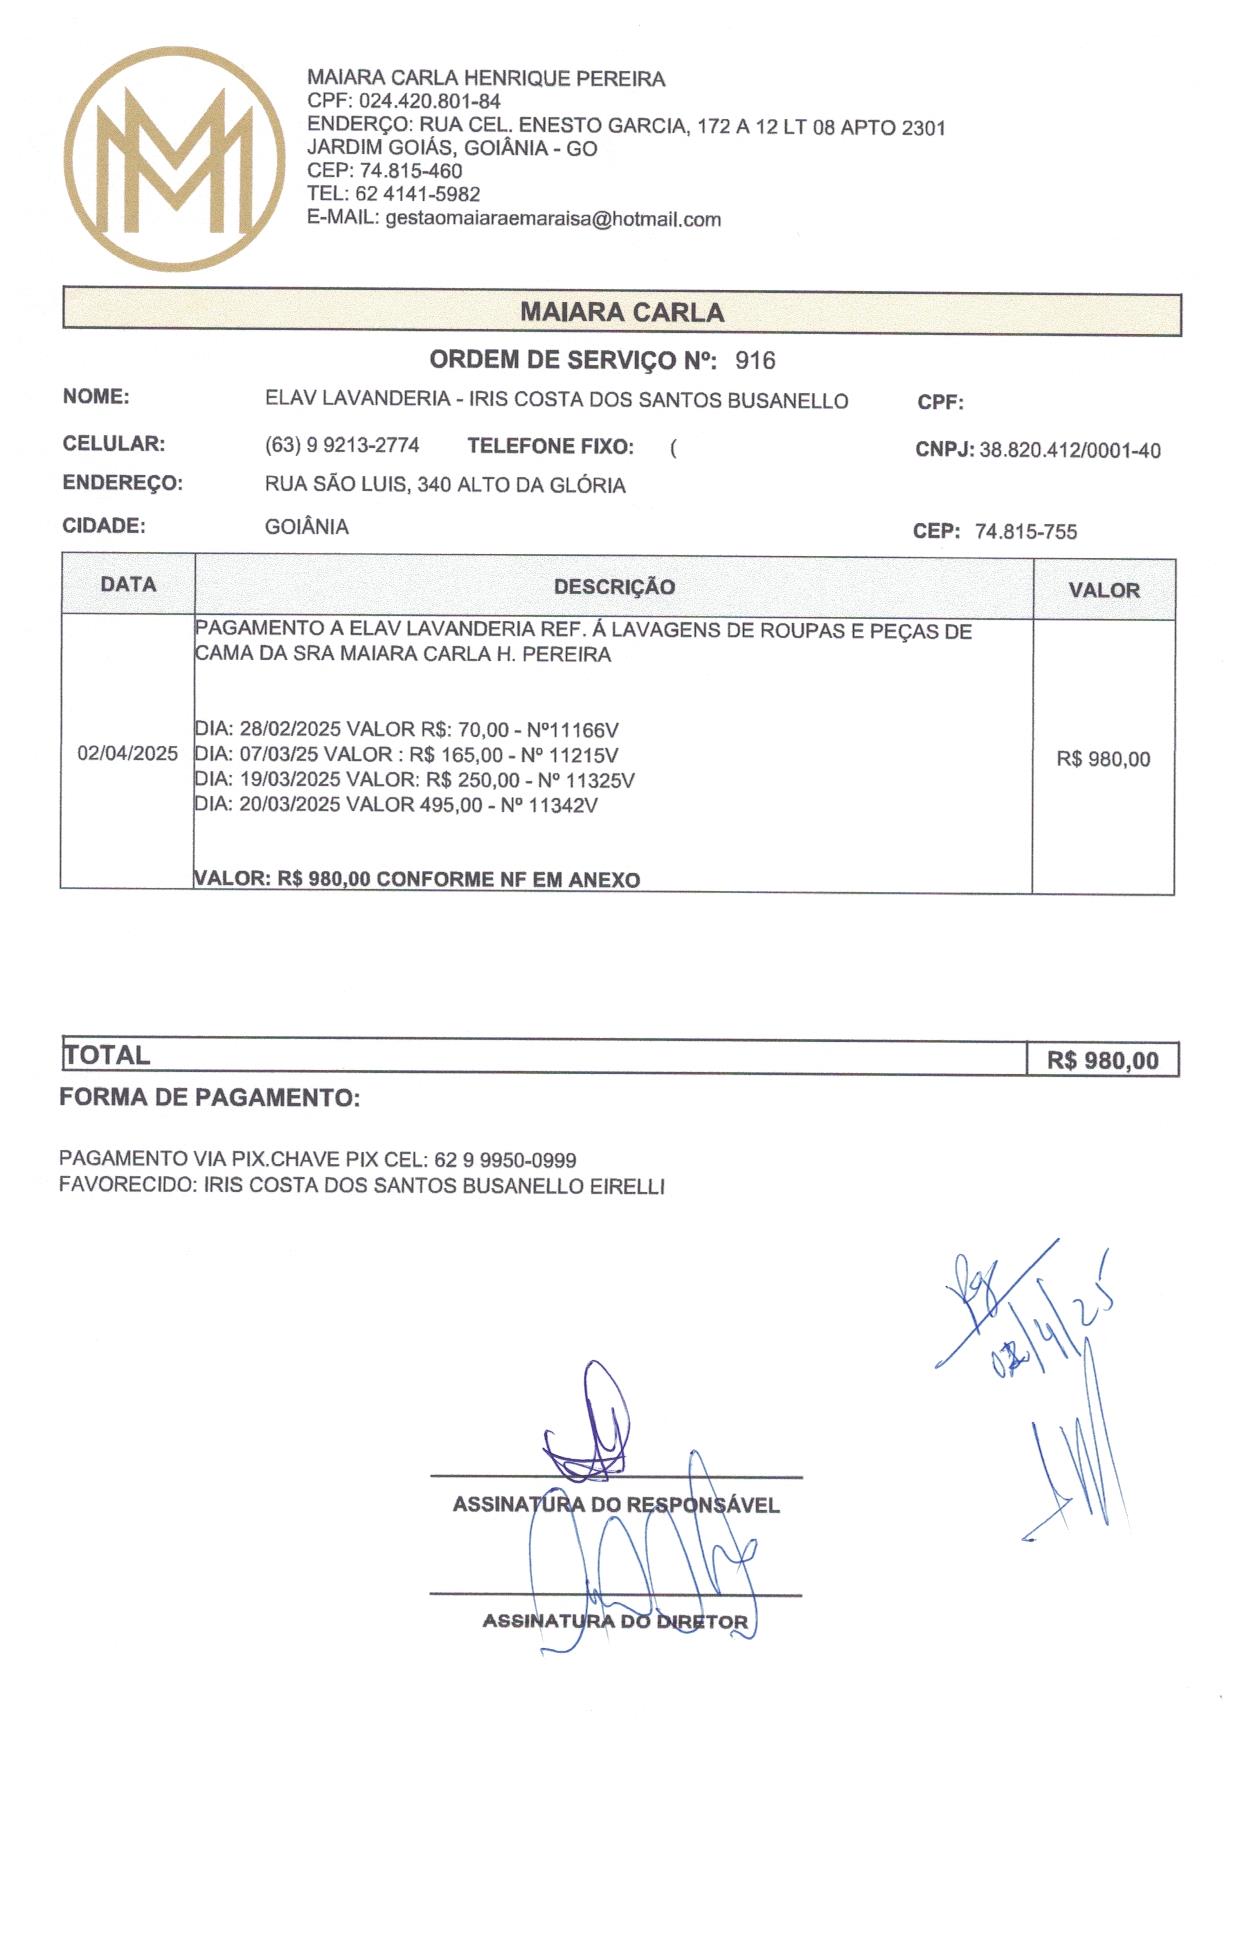 MAIARA CARLA HENRIQUE PEREIRA
CPF: 024.420.801-84
ENDERÇO: RUA CEL. ENESTO GARCIA, 172 A 12 LT 08 APTO 2301
JARDIM GOIÁS, GOIÂNIA - GO
CEP: 74.815-460
TEL: 62 4141-5982
E-MAIL: gestaomaiaraemaraisa@hotmail.com
MAIARA CARLA
ORDEM DE SERVIÇO Nº: 916
NOME: ELAV LAVANDERIA - IRIS COSTA DOS SANTOS BUSANELLO CPF:
CELULAR: (63) 9 9213-2774 TELEFONE FIXO: ( CNPJ: 38.820.412/0001-40
ENDEREÇO: RUA SÃO LUIS, 340 ALTO DA GLÓRIA
CIDADE: GOIÂNIA CEP: 74.815-755
DATA DESCRIÇÃO VALOR
PAGAMENTO A ELAV LAVANDERIA REF. Á LAVAGENS DE ROUPAS E PEÇAS DE
CAMA DA SRA MAIARA CARLA H. PEREIRA
DIA: 28/02/2025 VALOR R$: 70,00 - Nº11166V
02/04/2025 DIA: 07/03/25 VALOR : R$ 165,00 - Nº 11215V R$ 980,00
DIA: 19/03/2025 VALOR: R$ 250,00 - Nº 11325V
DIA: 20/03/2025 VALOR 495,00 - Nº 11342V
VALOR: R$ 980,00 CONFORME NF EM ANEXO
TOTAL R$ 980,00
FORMA DE PAGAMENTO:
PAGAMENTO VIA PIX.CHAVE PIX CEL: 62 9 9950-0999
FAVORECIDO: IRIS COSTA DOS SANTOS BUSANELLO EIRELLI
Pg
/4/25
ASSINATURA DO RESPONSÁVEL
ASSINATURA DO DIRETOR